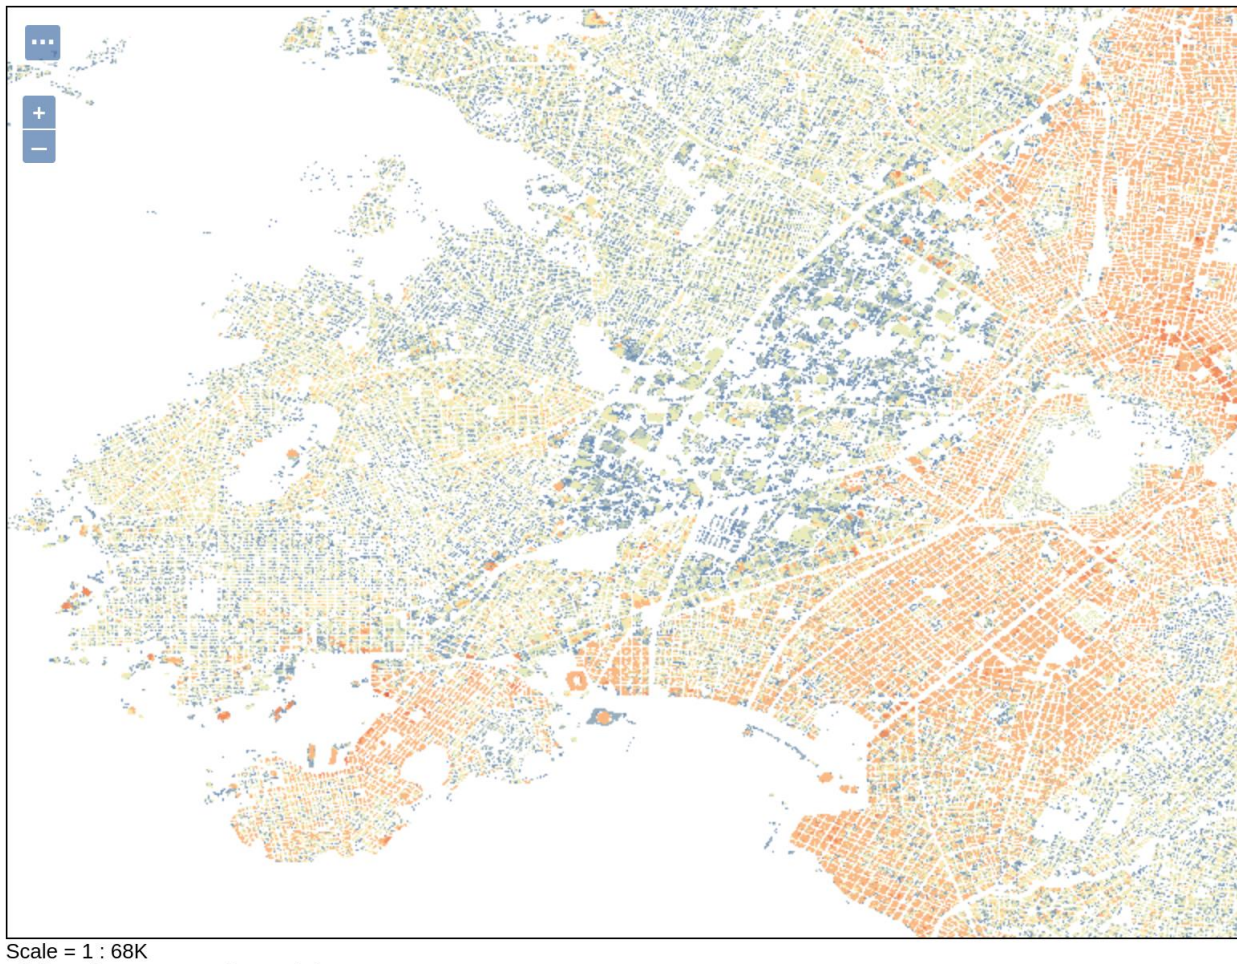 ...
+
–
Scale = 1 : 68K